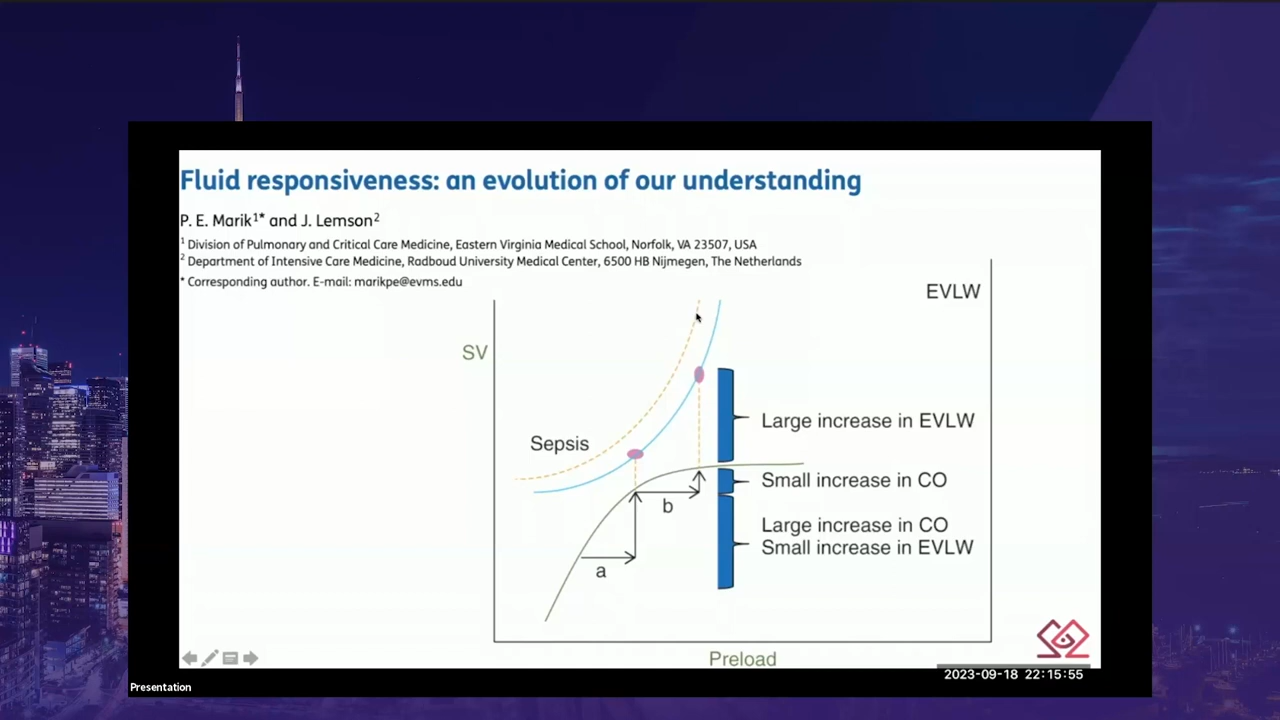 Fluid responsiveness: an evolution of our understanding
P. E. Marik1* and J. Lemson2
1 Division of Pulmonary and Critical Care Medicine, Eastern Virginia Medical School, Norfolk, VA 23507, USA
2 Department of Intensive Care Medicine, Radboud University Medical Center, 6500 HB Nijmegen, The Netherlands
* Corresponding author. E-mail: marikpe@evms.edu
EVLW
SV
Large increase in EVLW
Sepsis
Small increase in CO
b
Large increase in CO
Small increase in EVLW
a
Preload
2023-09-18 22:15:55
Presentation